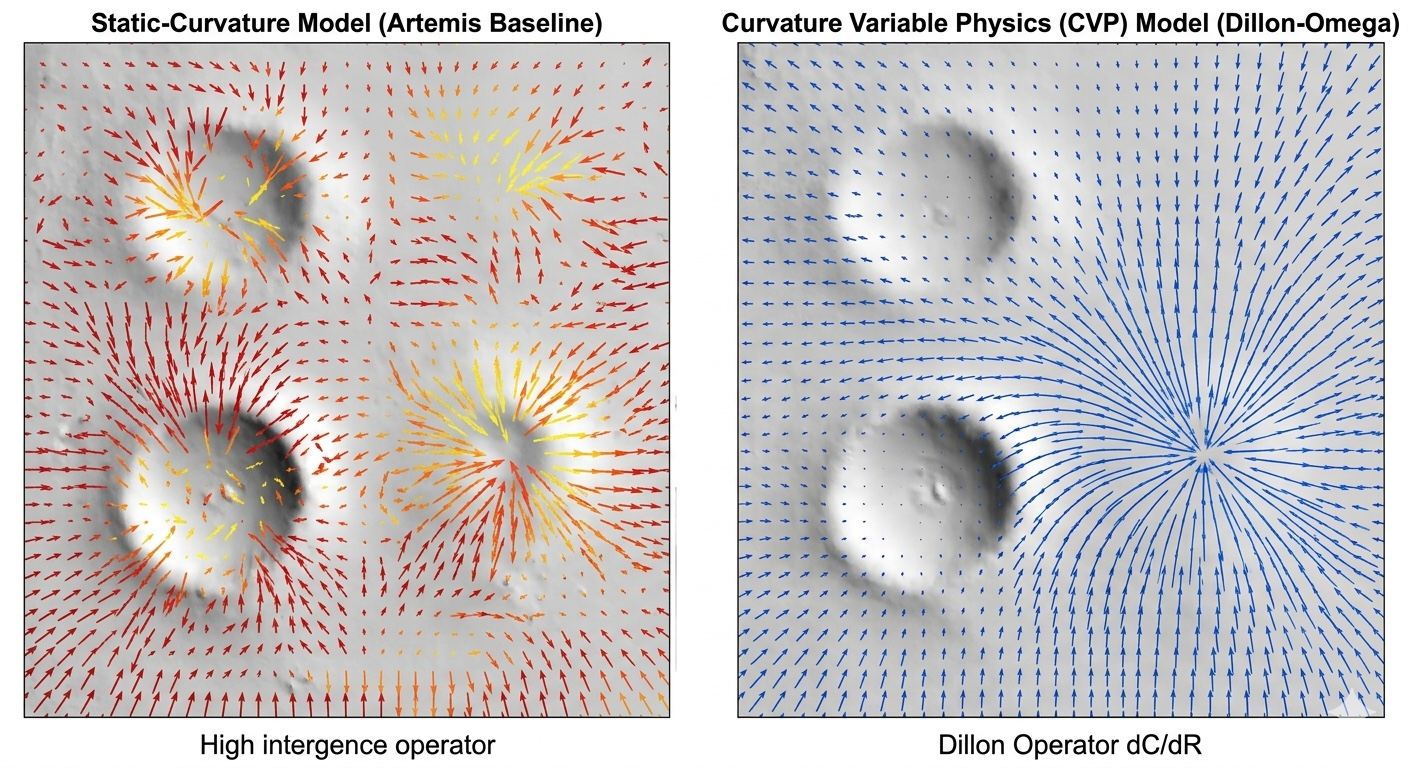 Static-Curvature Model (Artemis Baseline)
Curvature Variable Physics (CVP) Model (Dillon-Omega)
High intergence operator
Dillon Operator dC/dR